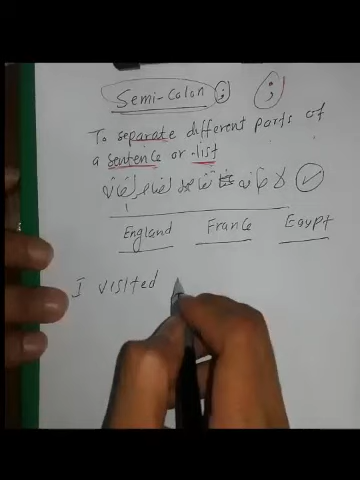 Semi-colon ; ;
To separate different parts of
a sentence or list
England France Egypt
I visited